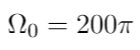 Ω₀ = 200π